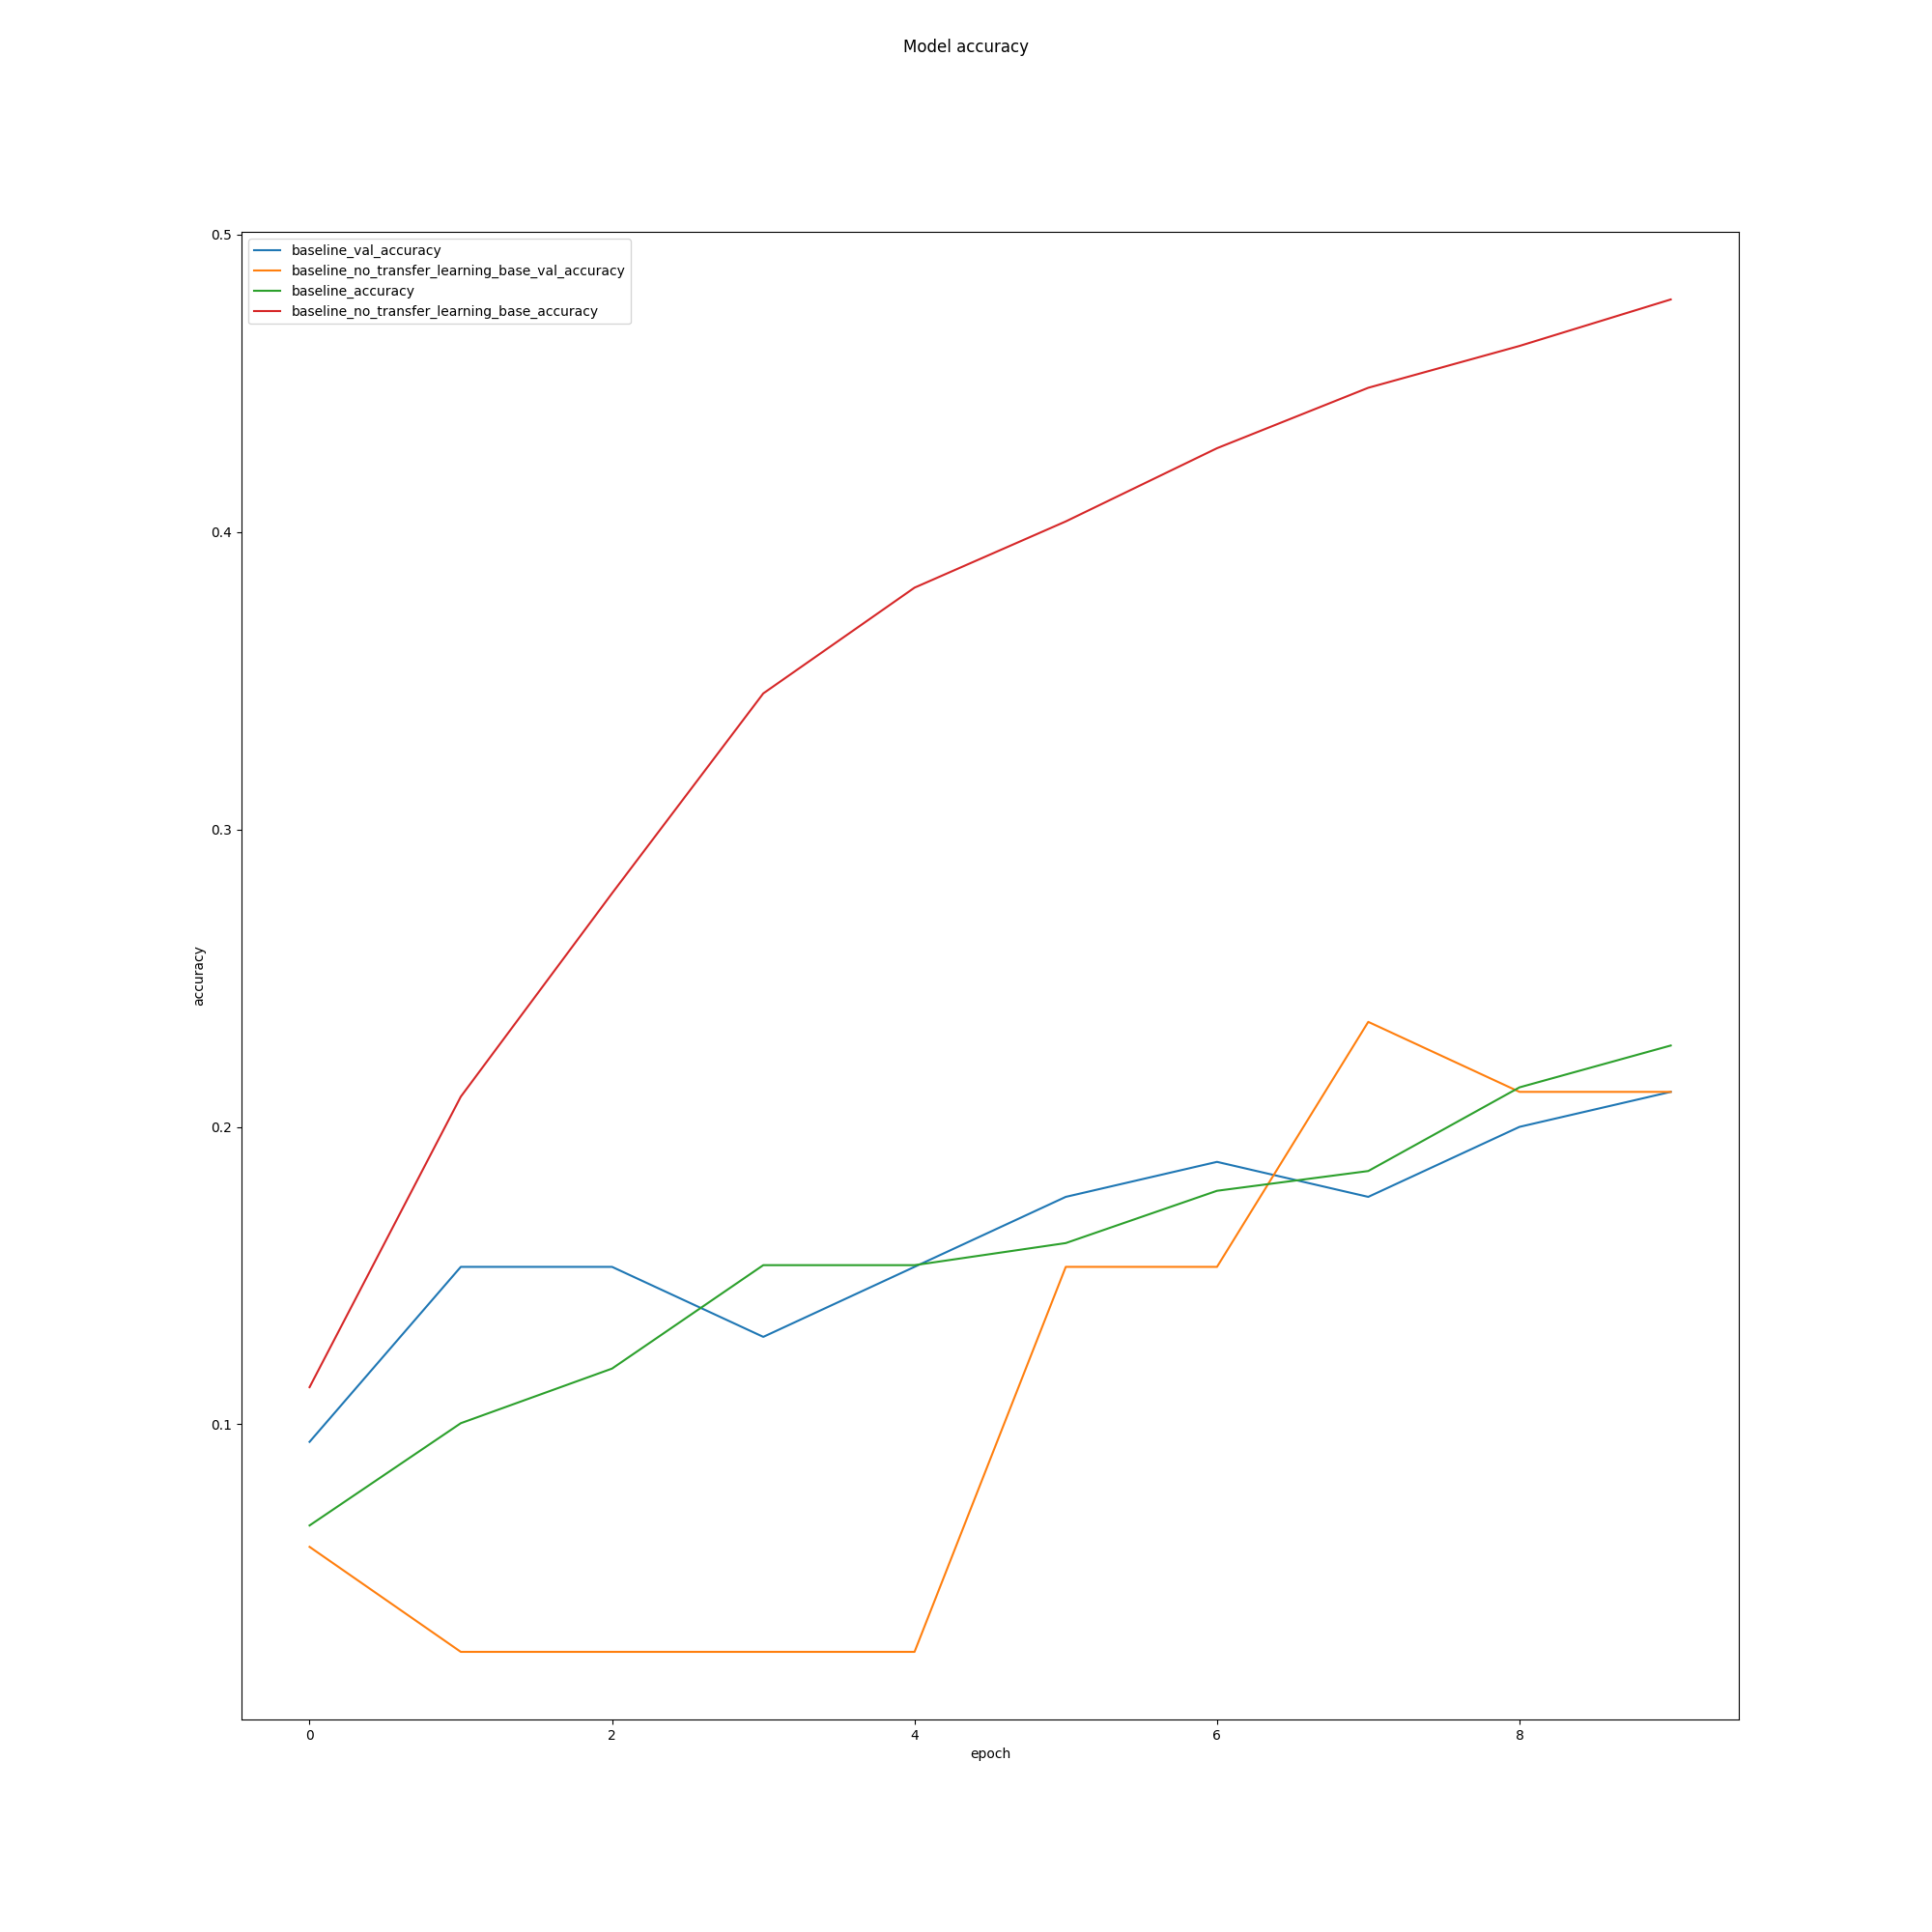 Model accuracy
baseline_val_accuracy
baseline_no_transfer_learning_base_val_accuracy
baseline_accuracy
baseline_no_transfer_learning_base_accuracy
0.5
0.4
0.3
0.2
0.1
accuracy
0 2 4 6 8
epoch